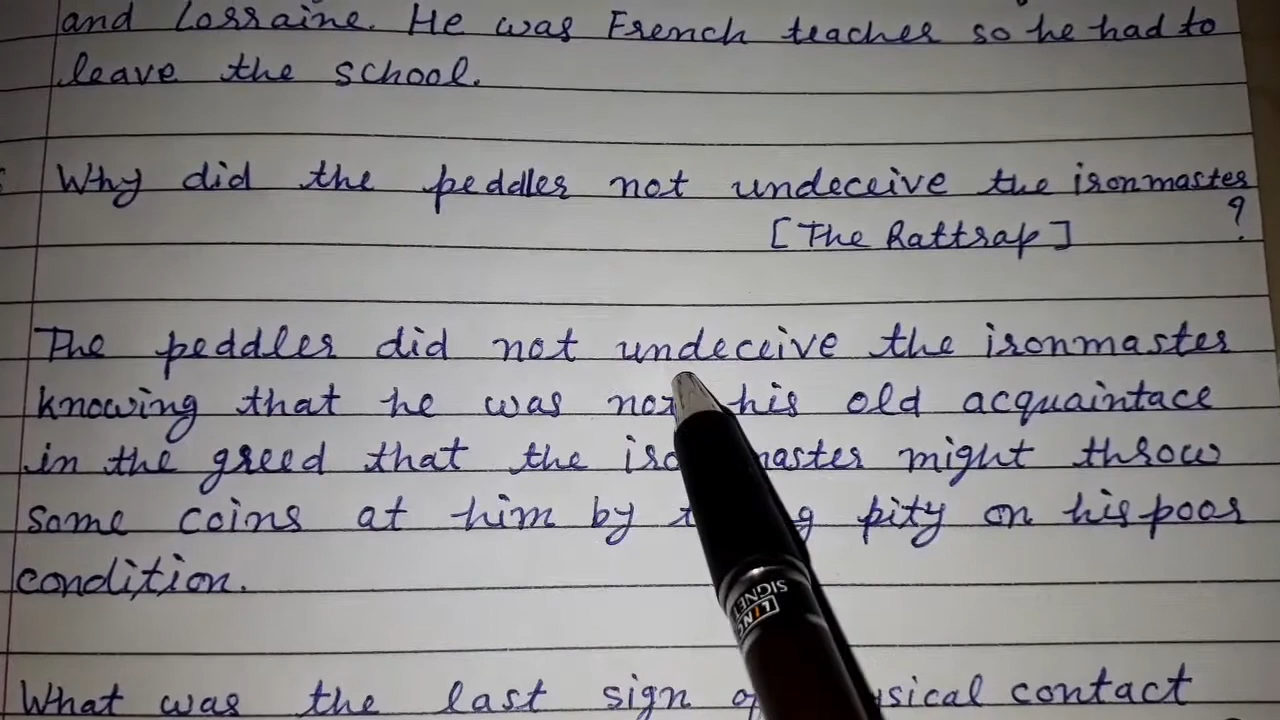 and Lorraine. He was French teacher so he had to
leave the school.
Why did the peddler not undeceive the ironmaster
?
[The Rattrap]
The peddler did not undeceive the ironmaster
knowing that he was not his old acquaintace
in the greed that the master might throw
some coins at him by pity on his poor
condition.
What was the last sign contact
LINC
SIGNET